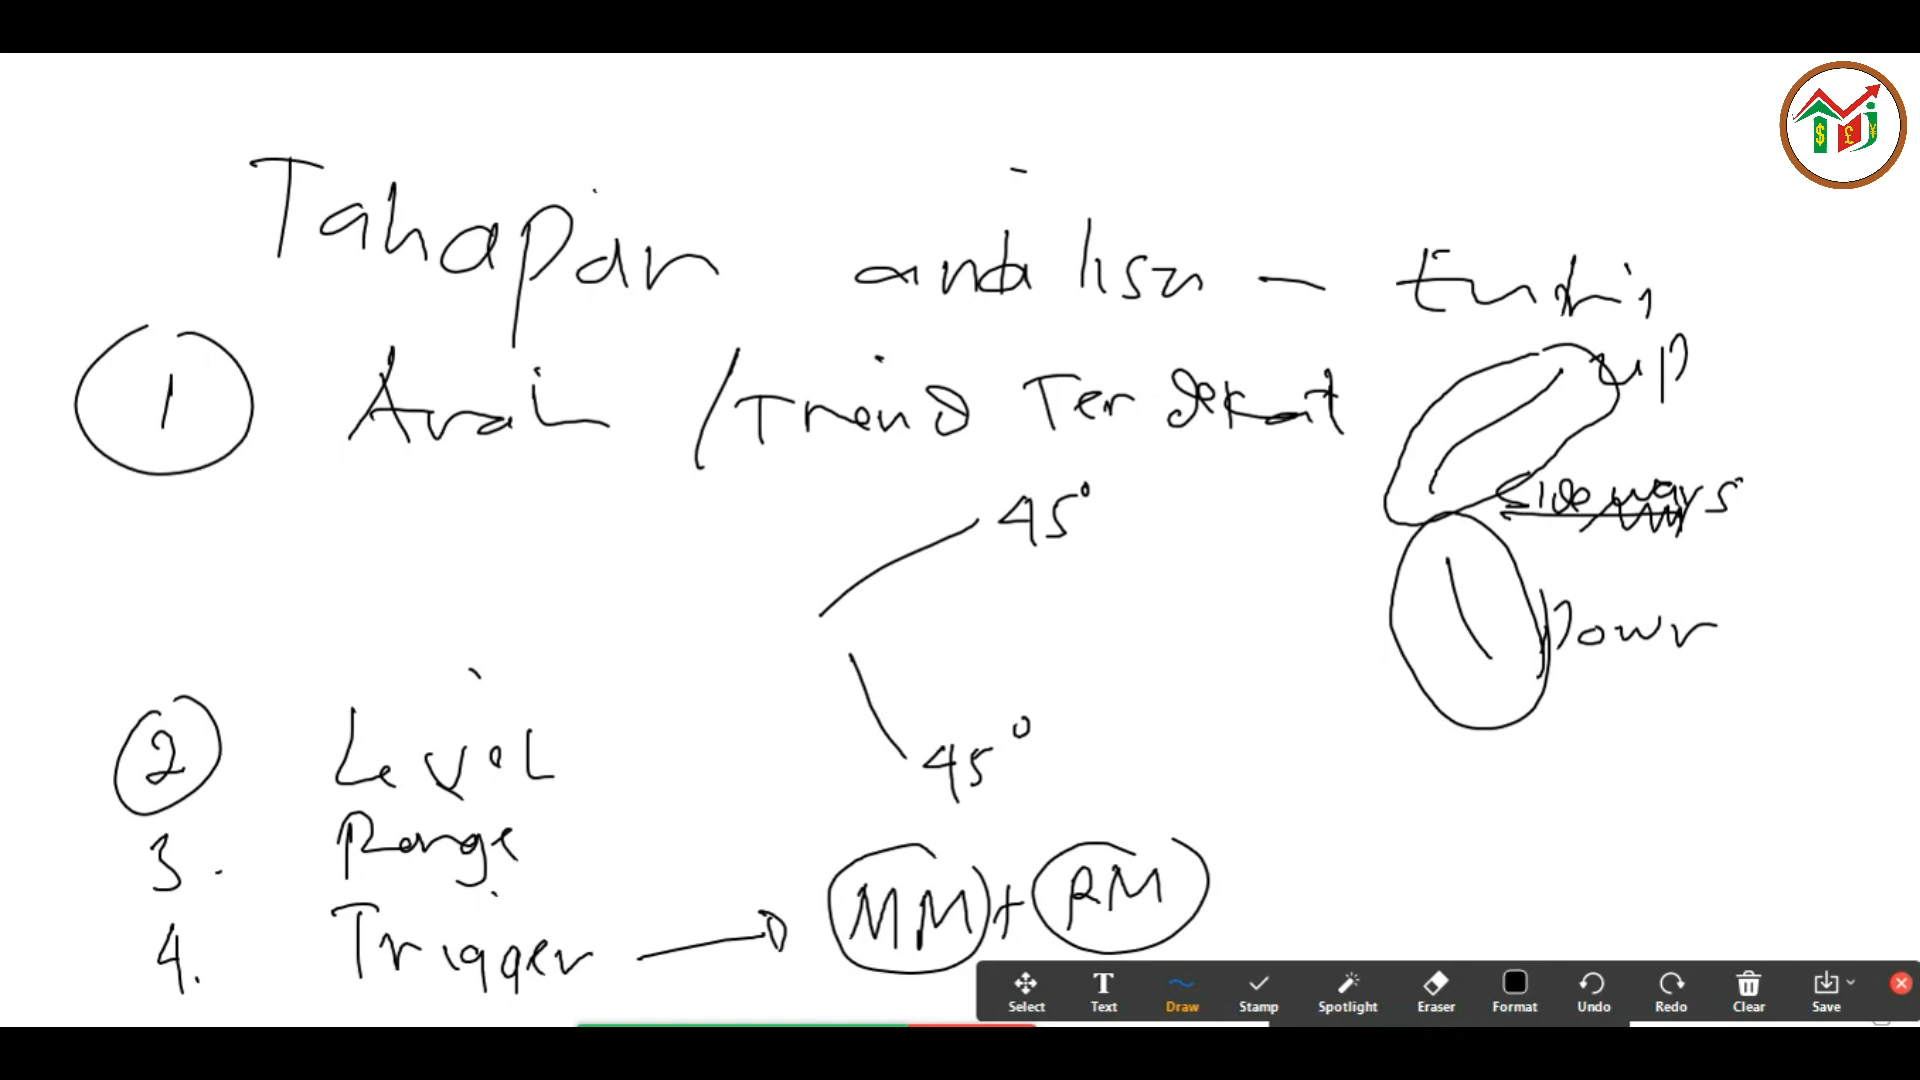 Tahapan analisa - Entri
1 Arah / Trend Terdekat
UP
Sideways
45°
Down
45°
2 Level
3. Range
4. Trigger → MM + RM
Select Text Draw Stamp Spotlight Eraser Format Undo Redo Clear Save